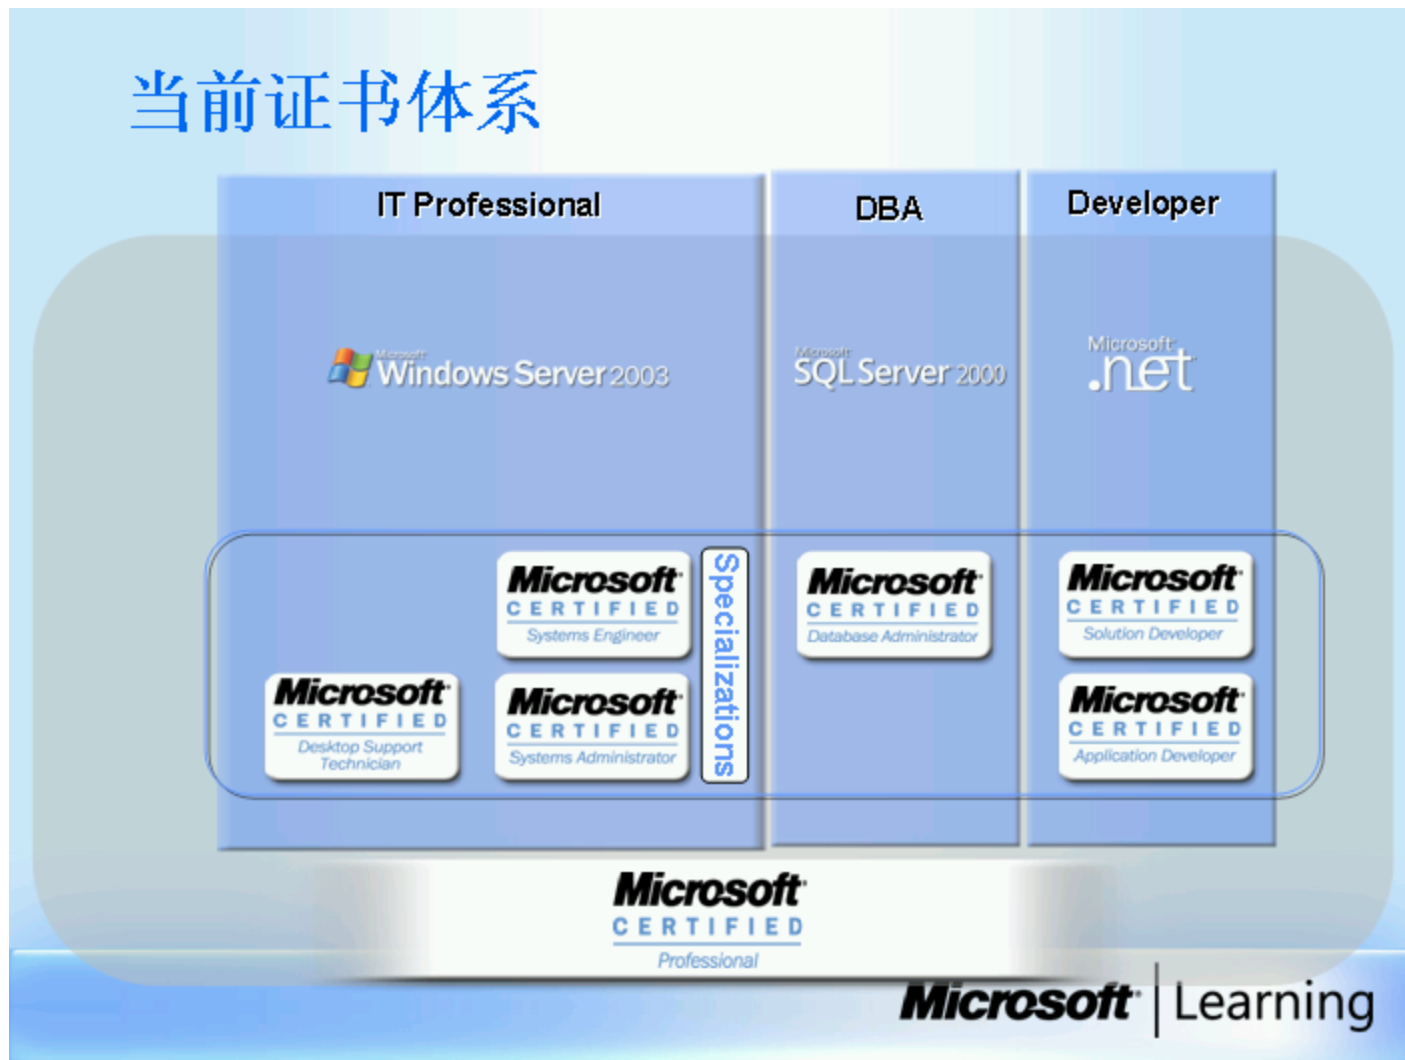 当前证书体系
IT Professional
DBA
Developer
Microsoft
Windows Server 2003
Microsoft
SQL Server 2000
Microsoft
.net
Microsoft
CERTIFIED
Systems Engineer
Specializations
Microsoft
CERTIFIED
Database Administrator
Microsoft
CERTIFIED
Solution Developer
Microsoft
CERTIFIED
Desktop Support
Technician
Microsoft
CERTIFIED
Systems Administrator
Microsoft
CERTIFIED
Application Developer
Microsoft
CERTIFIED
Professional
Microsoft | Learning